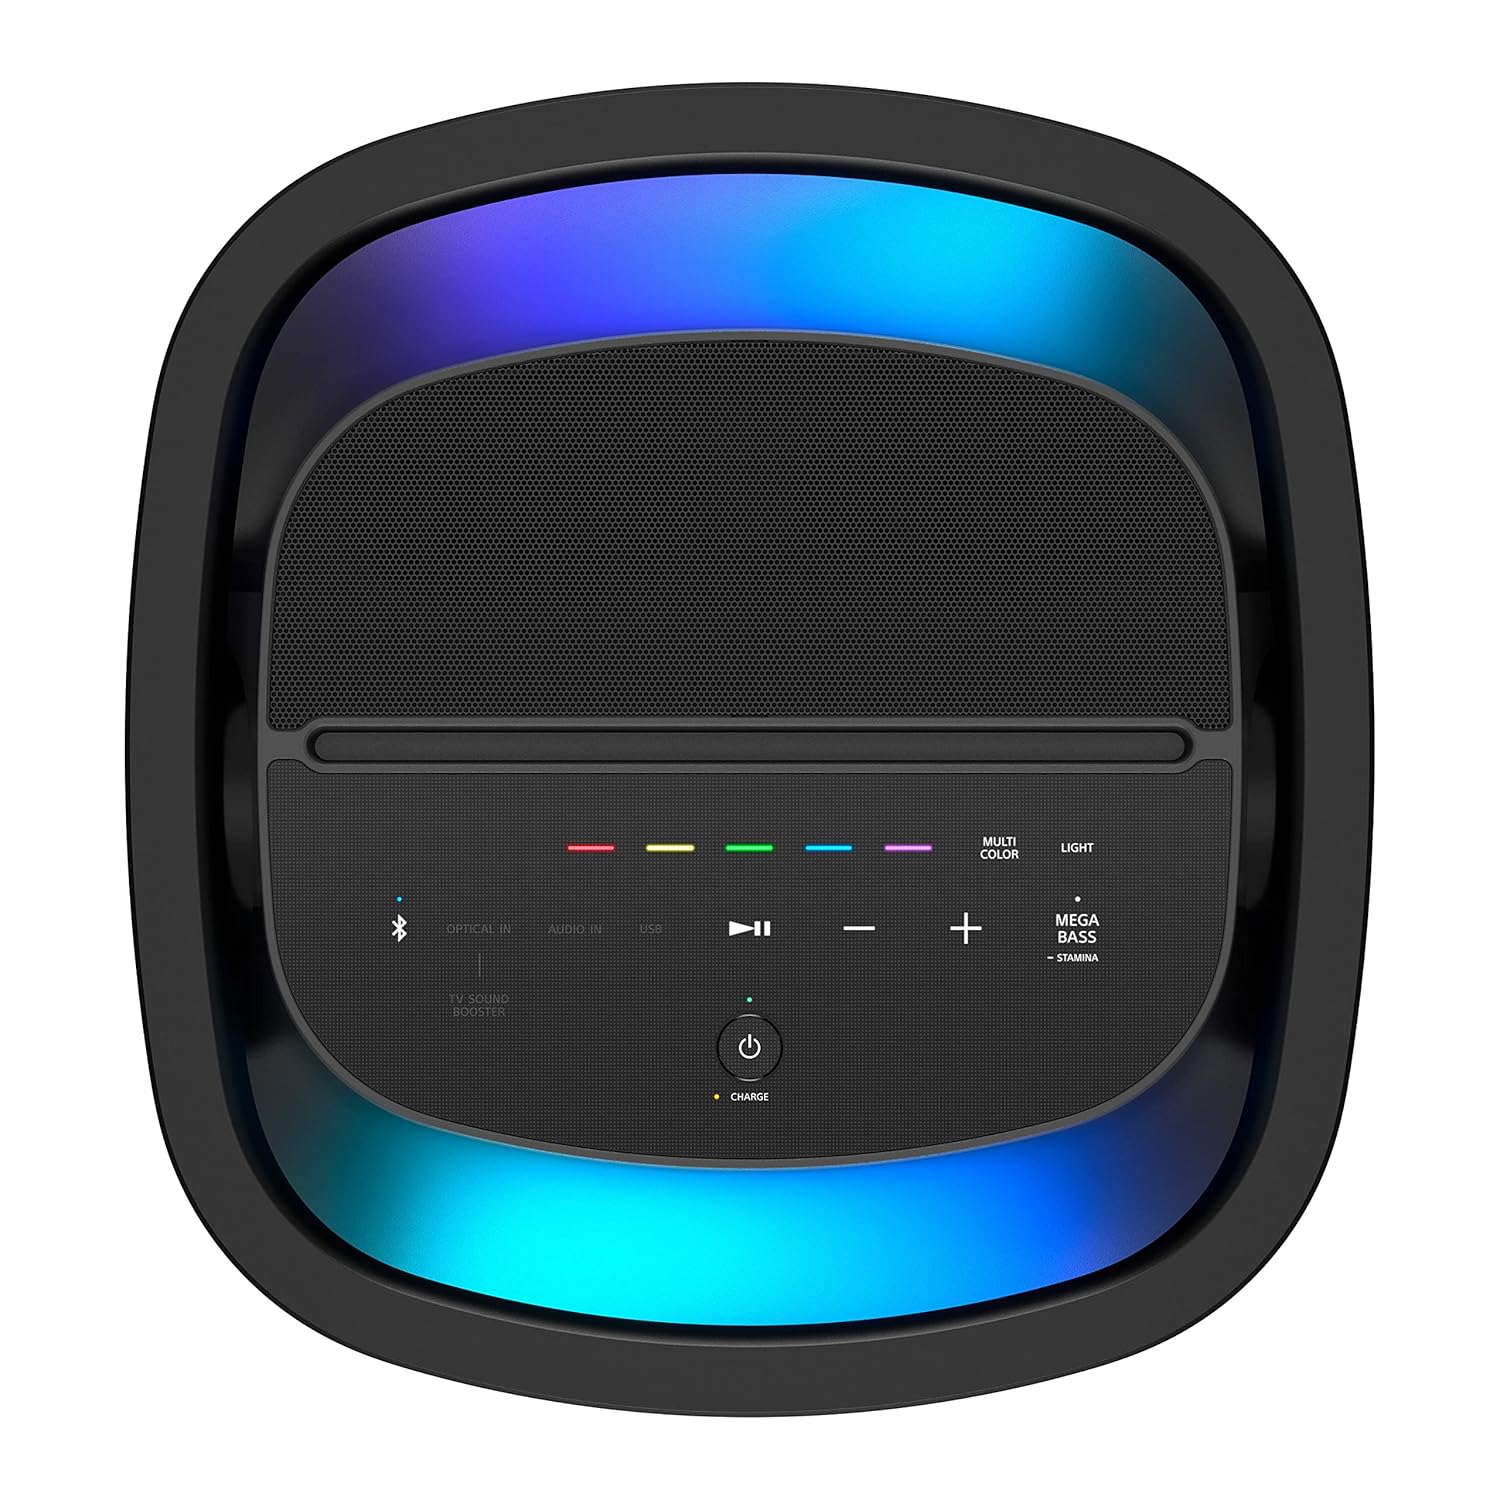 MULTI
COLOR
LIGHT
OPTICAL IN
AUDIO IN
USB
MEGA
BASS
– STAMINA
TV SOUND
BOOSTER
CHARGE